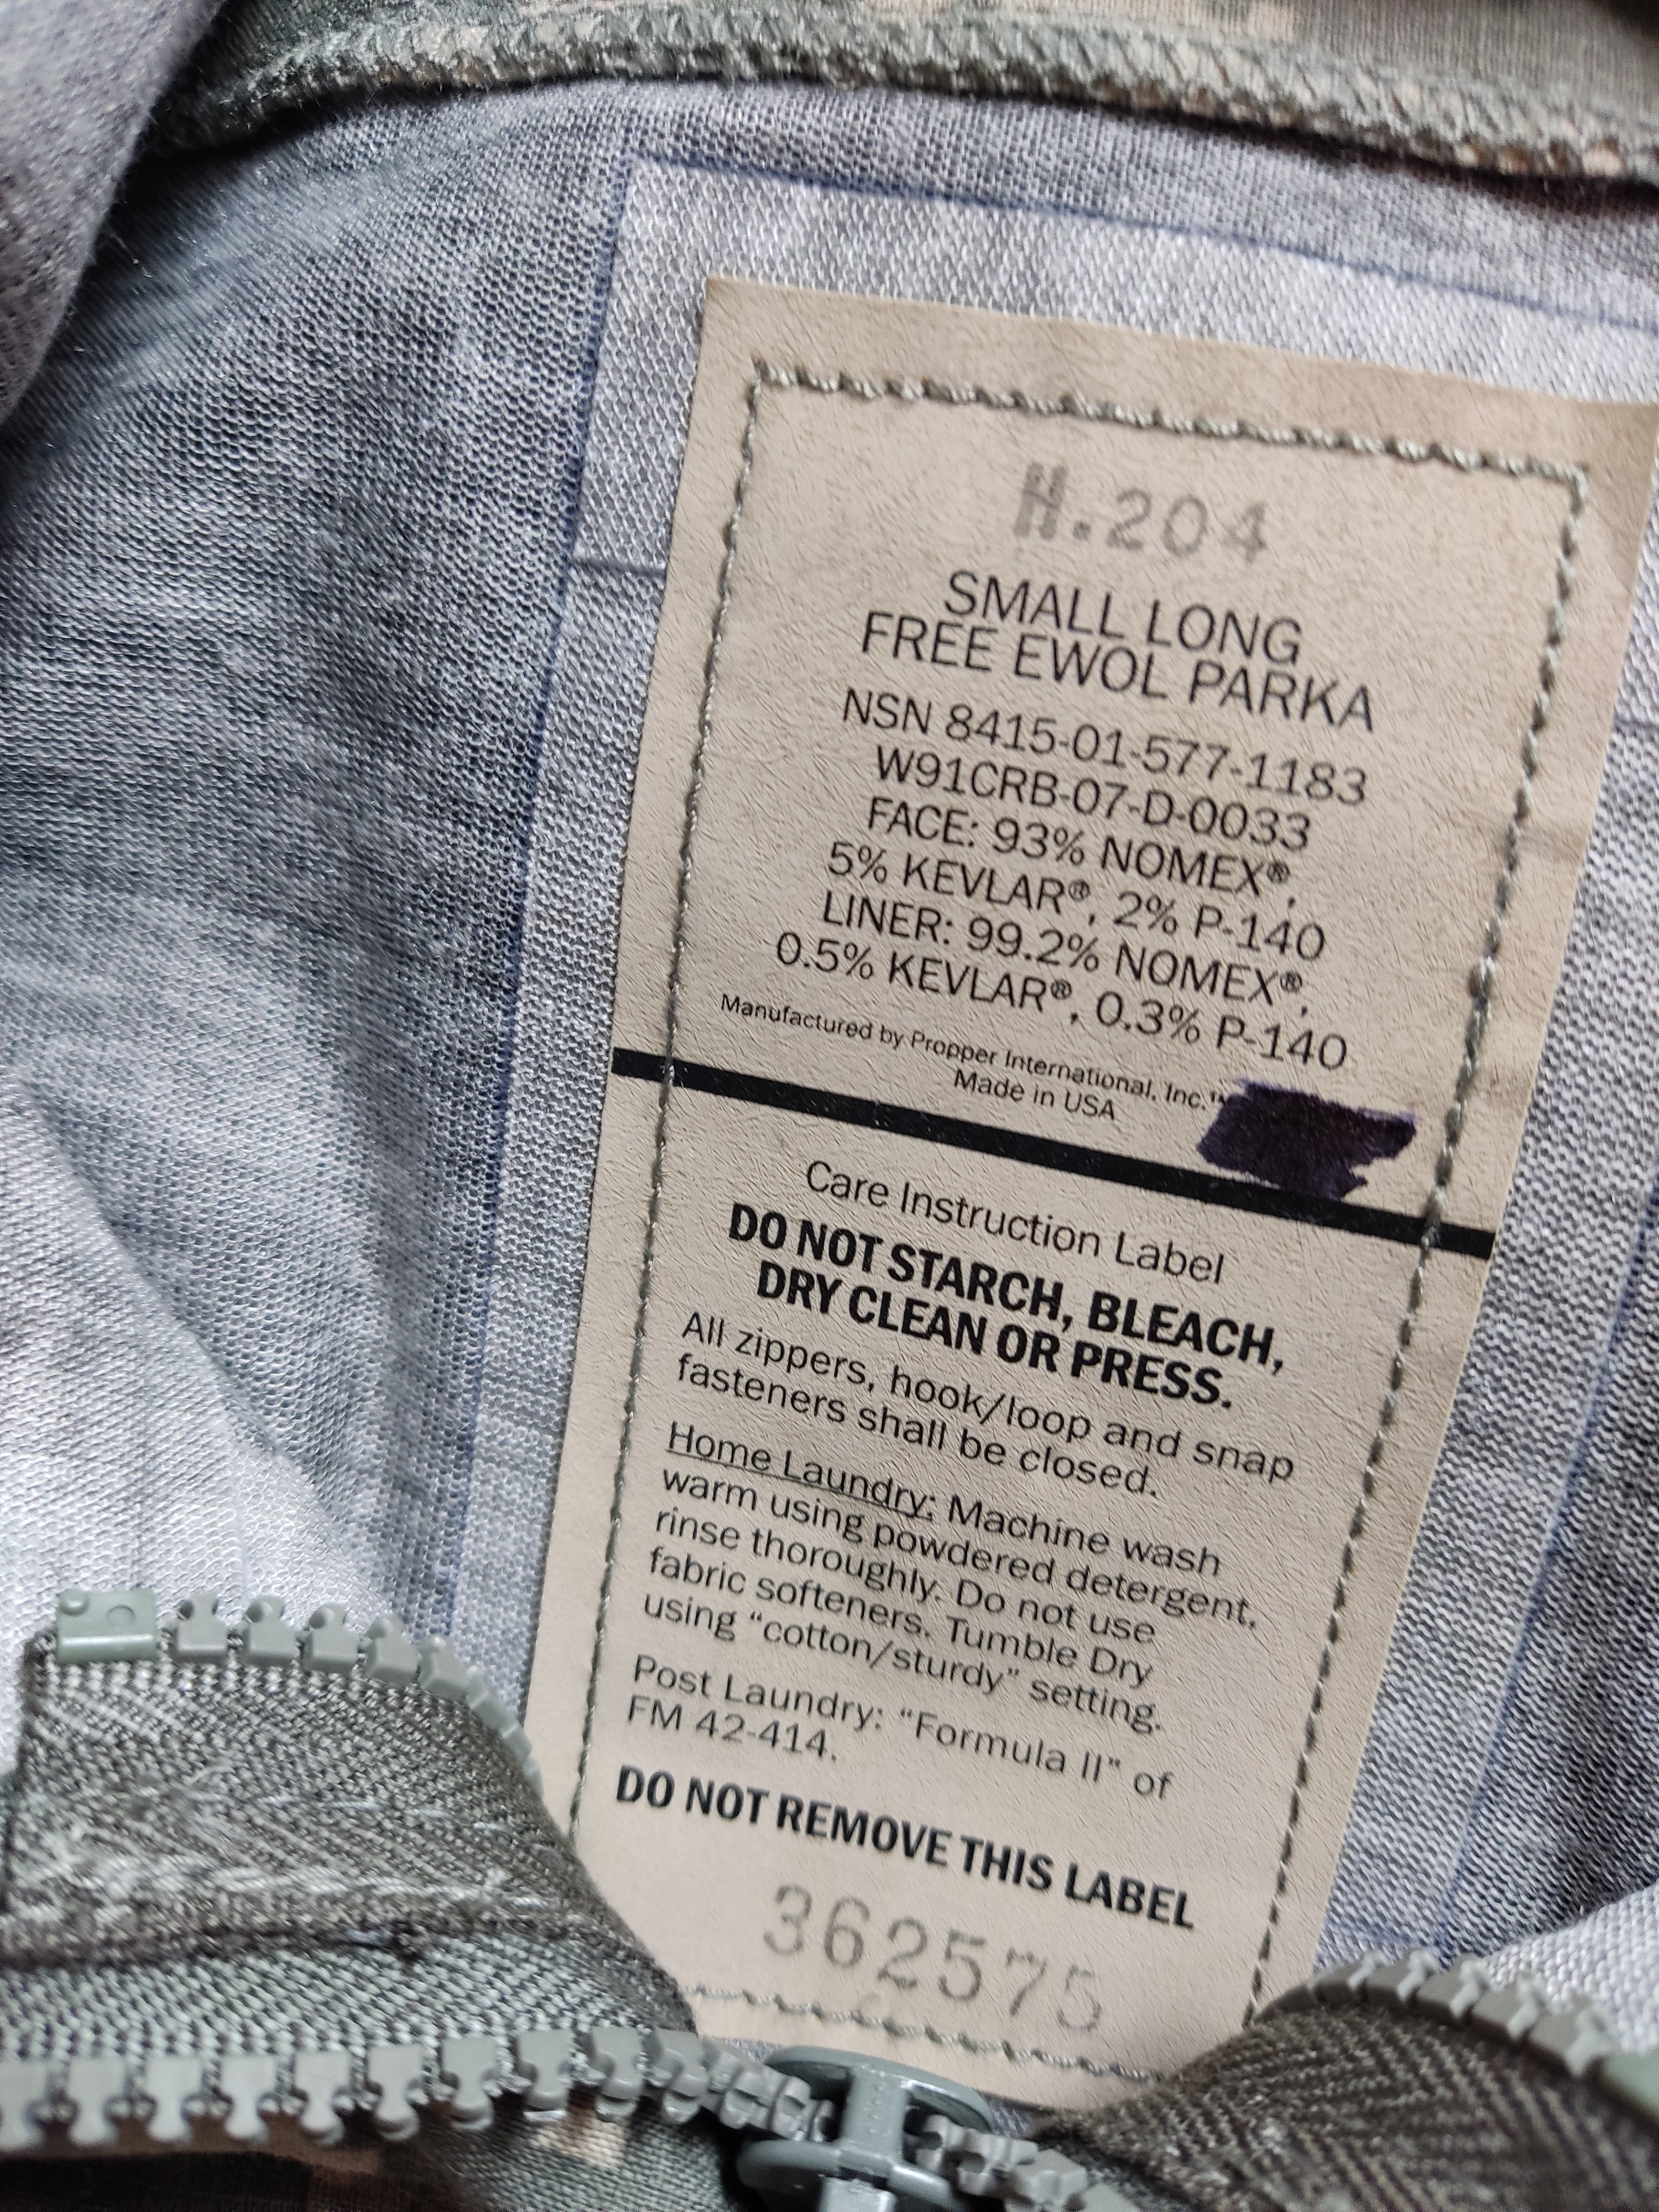 H.204
SMALL LONG
FREE EWOL PARKA
NSN 8415-01-577-1183
W91CRB-07-D-0033
FACE: 93% NOMEX®,
5% KEVLAR®, 2% P-140
LINER: 99.2% NOMEX®,
0.5% KEVLAR®, 0.3% P-140
Manufactured by Propper International, Inc.™
Made in USA
Care Instruction Label
DO NOT STARCH, BLEACH,
DRY CLEAN OR PRESS.
All zippers, hook/loop and snap
fasteners shall be closed.
Home Laundry: Machine wash
warm using powdered detergent,
rinse thoroughly. Do not use
fabric softeners. Tumble Dry
using “cotton/sturdy” setting.
Post Laundry: “Formula II” of
FM 42-414.
DO NOT REMOVE THIS LABEL
362575